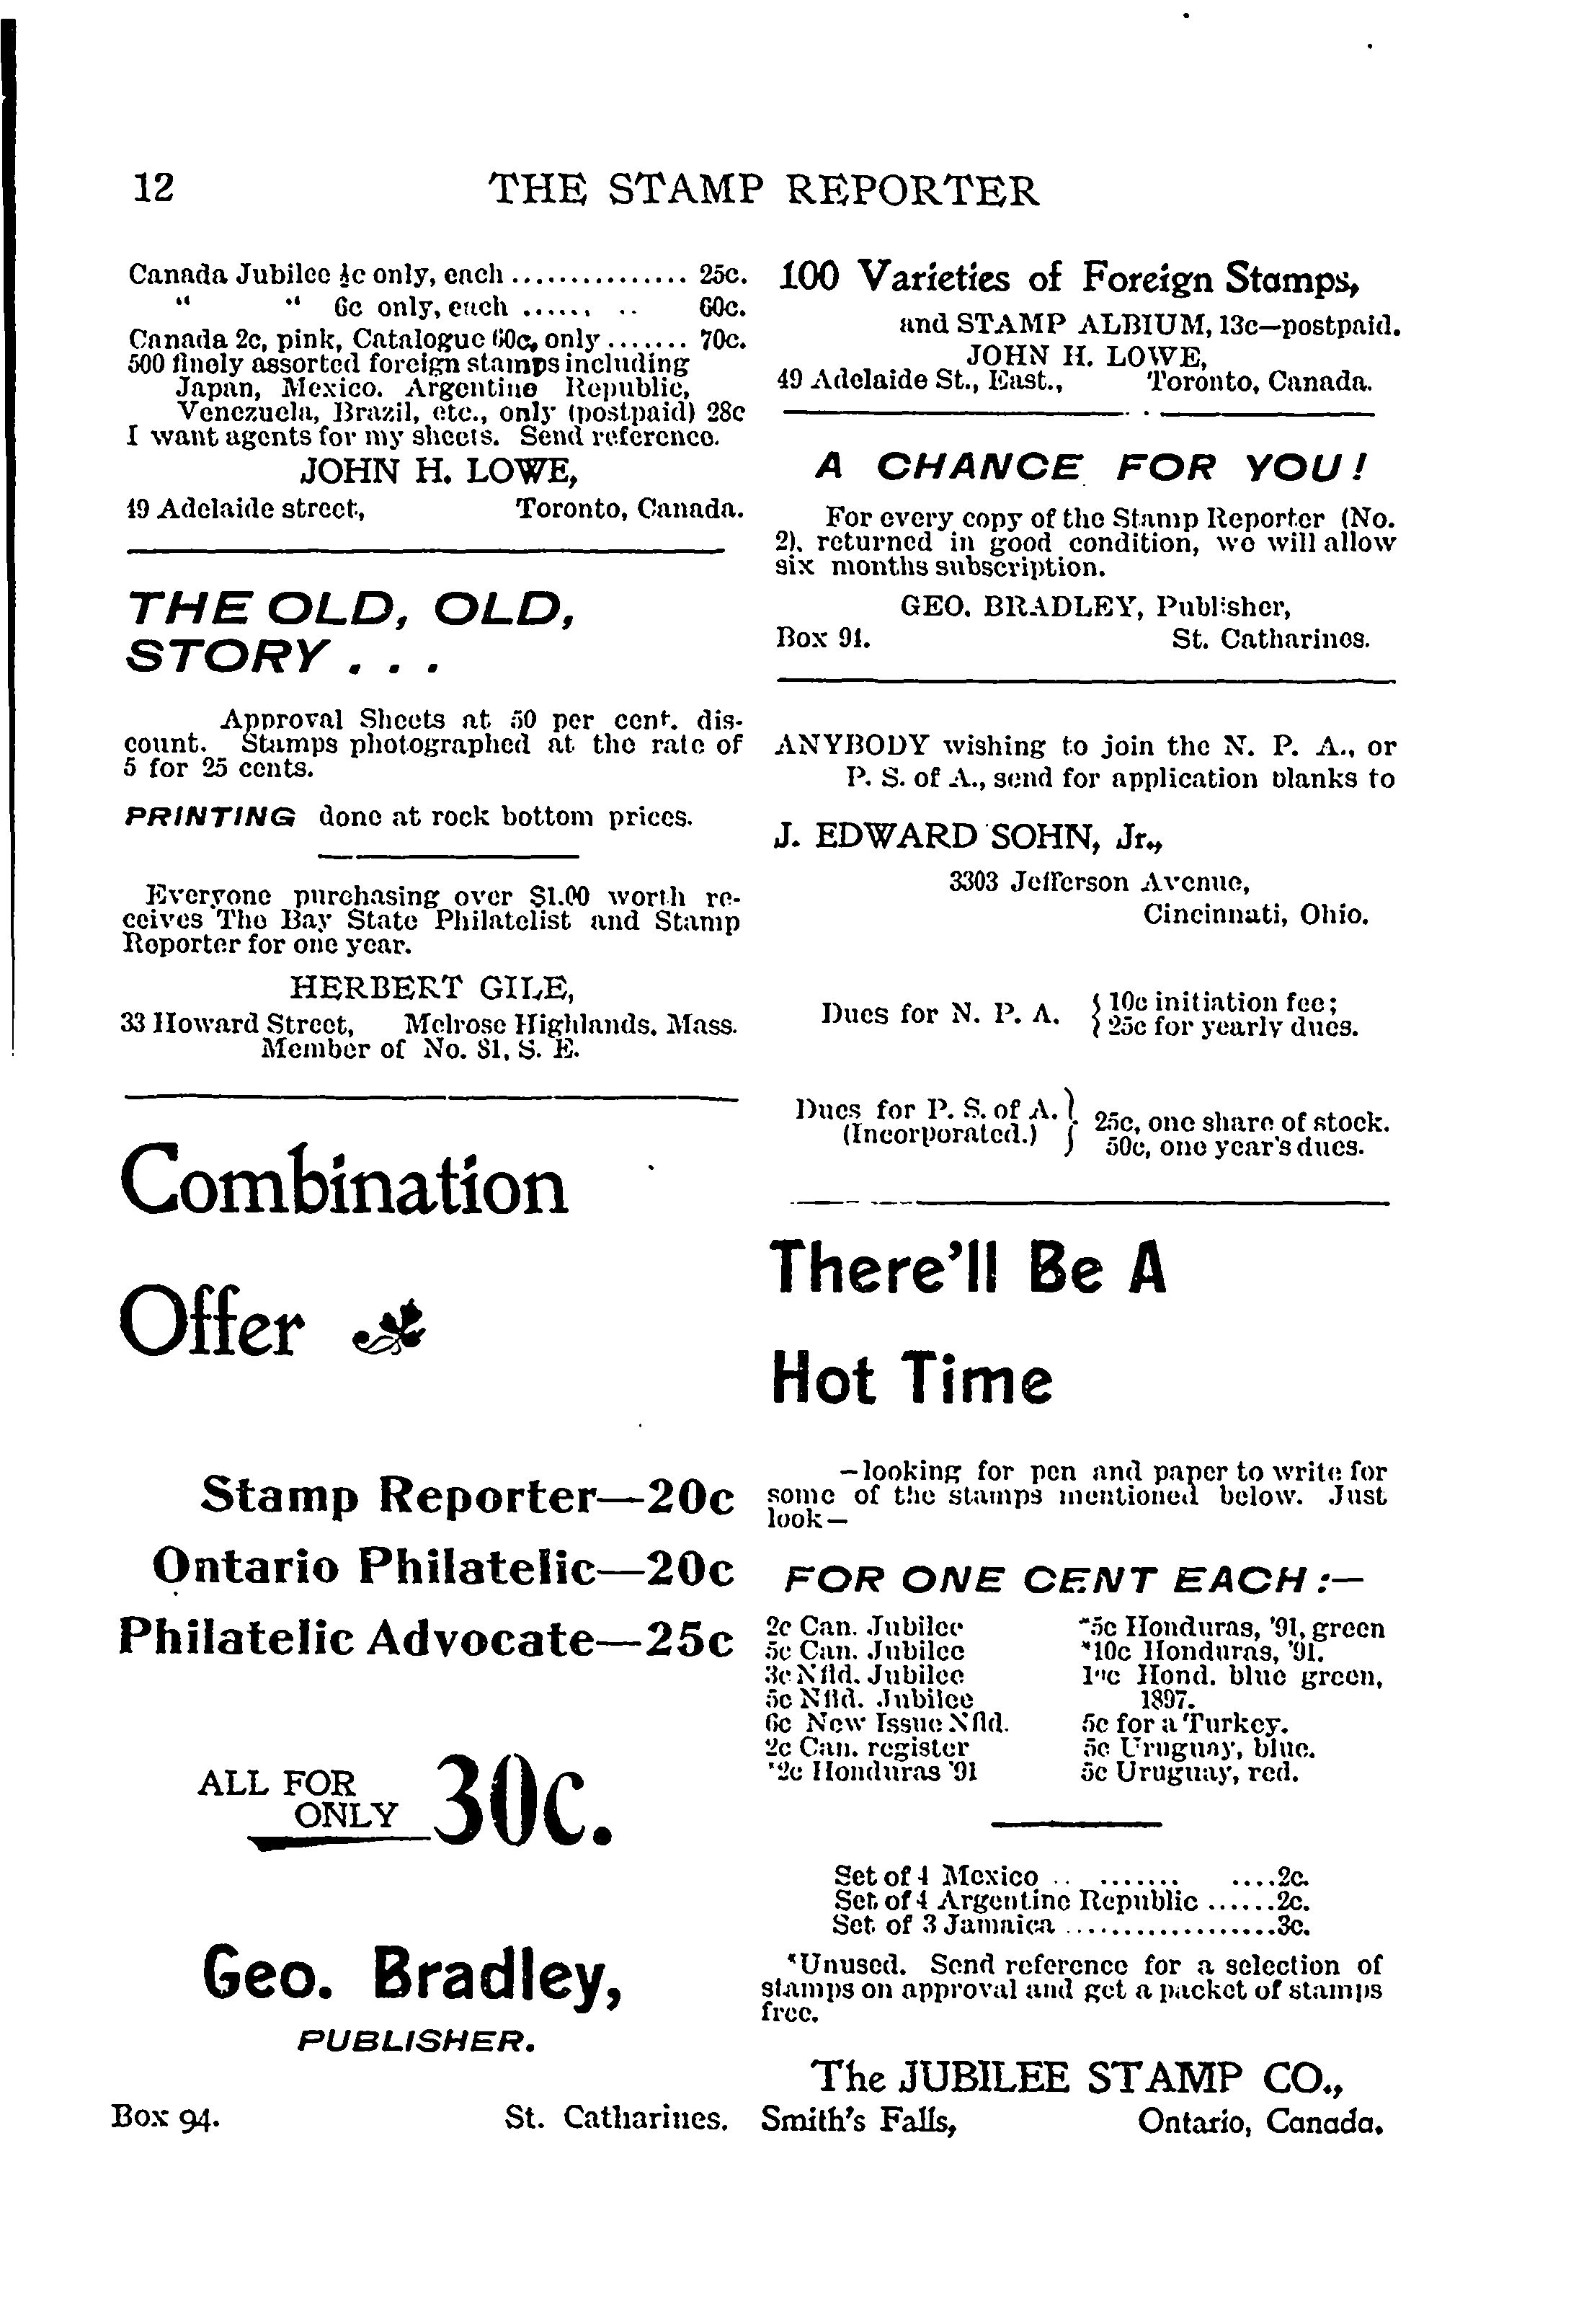 12 THE STAMP REPORTER
Canada Jubilee ½c only, each ............... 25c.
" " 6c only, each ...... .. 60c.
Canada 2c, pink, Catalogue 60c, only ....... 70c.
500 finely assorted foreign stamps including
Japan, Mexico. Argentine Republic,
Venezuela, Brazil, etc., only (postpaid) 28c
I want agents for my sheets. Send reference.
JOHN H. LOWE,
49 Adelaide street, Toronto, Canada.
THE OLD, OLD,
STORY . . .
Approval Sheets at 50 per cent. dis-
count. Stamps photographed at the rate of
5 for 25 cents.
PRINTING done at rock bottom prices.
Everyone purchasing over $1.00 worth re-
ceives The Bay State Philatelist and Stamp
Reporter for one year.
HERBERT GILE,
33 Howard Street, Melrose Highlands, Mass.
Member of No. 81, S. E.
Combination
Offer
Stamp Reporter—20c
Ontario Philatelic—20c
Philatelic Advocate—25c
ALL FOR
ONLY 30c.
Geo. Bradley,
PUBLISHER.
Box 94. St. Catharines.
100 Varieties of Foreign Stamps,
and STAMP ALBIUM, 13c—postpaid.
JOHN H. LOWE,
49 Adelaide St., East., Toronto, Canada.
A CHANCE FOR YOU!
For every copy of the Stamp Reporter (No.
2), returned in good condition, we will allow
six months subscription.
GEO. BRADLEY, Publisher,
Box 94. St. Catharines.
ANYBODY wishing to join the N. P. A., or
P. S. of A., send for application blanks to
J. EDWARD SOHN, Jr.,
3303 Jefferson Avenue,
Cincinnati, Ohio.
Dues for N. P. A. { 10c initiation fee;
25c for yearly dues.
Dues for P. S. of A. } 25c, one share of stock.
(Incorporated.) 50c, one year's dues.
There'll Be A
Hot Time
—looking for pen and paper to write for
some of the stamps mentioned below. Just
look—
FOR ONE CENT EACH:—
2c Can. Jubilee
5c Can. Jubilee
3c Nfld. Jubilee
5c Nfld. Jubilee
6c New Issue Nfld.
2c Can. register
*2c Honduras '91
*5c Honduras, '91, green
*10c Honduras, '91.
Hond. blue green,
1897.
5c for a Turkey.
5c Uruguay, blue.
5c Uruguay, red.
Set of 4 Mexico .. ....... ....2c.
Set of 4 Argentine Republic ......2c.
Set of 3 Jamaica ..................3c.
*Unused. Send reference for a selection of
stamps on approval and get a packet of stamps
free.
The JUBILEE STAMP CO.,
Smith's Falls, Ontario, Canada.